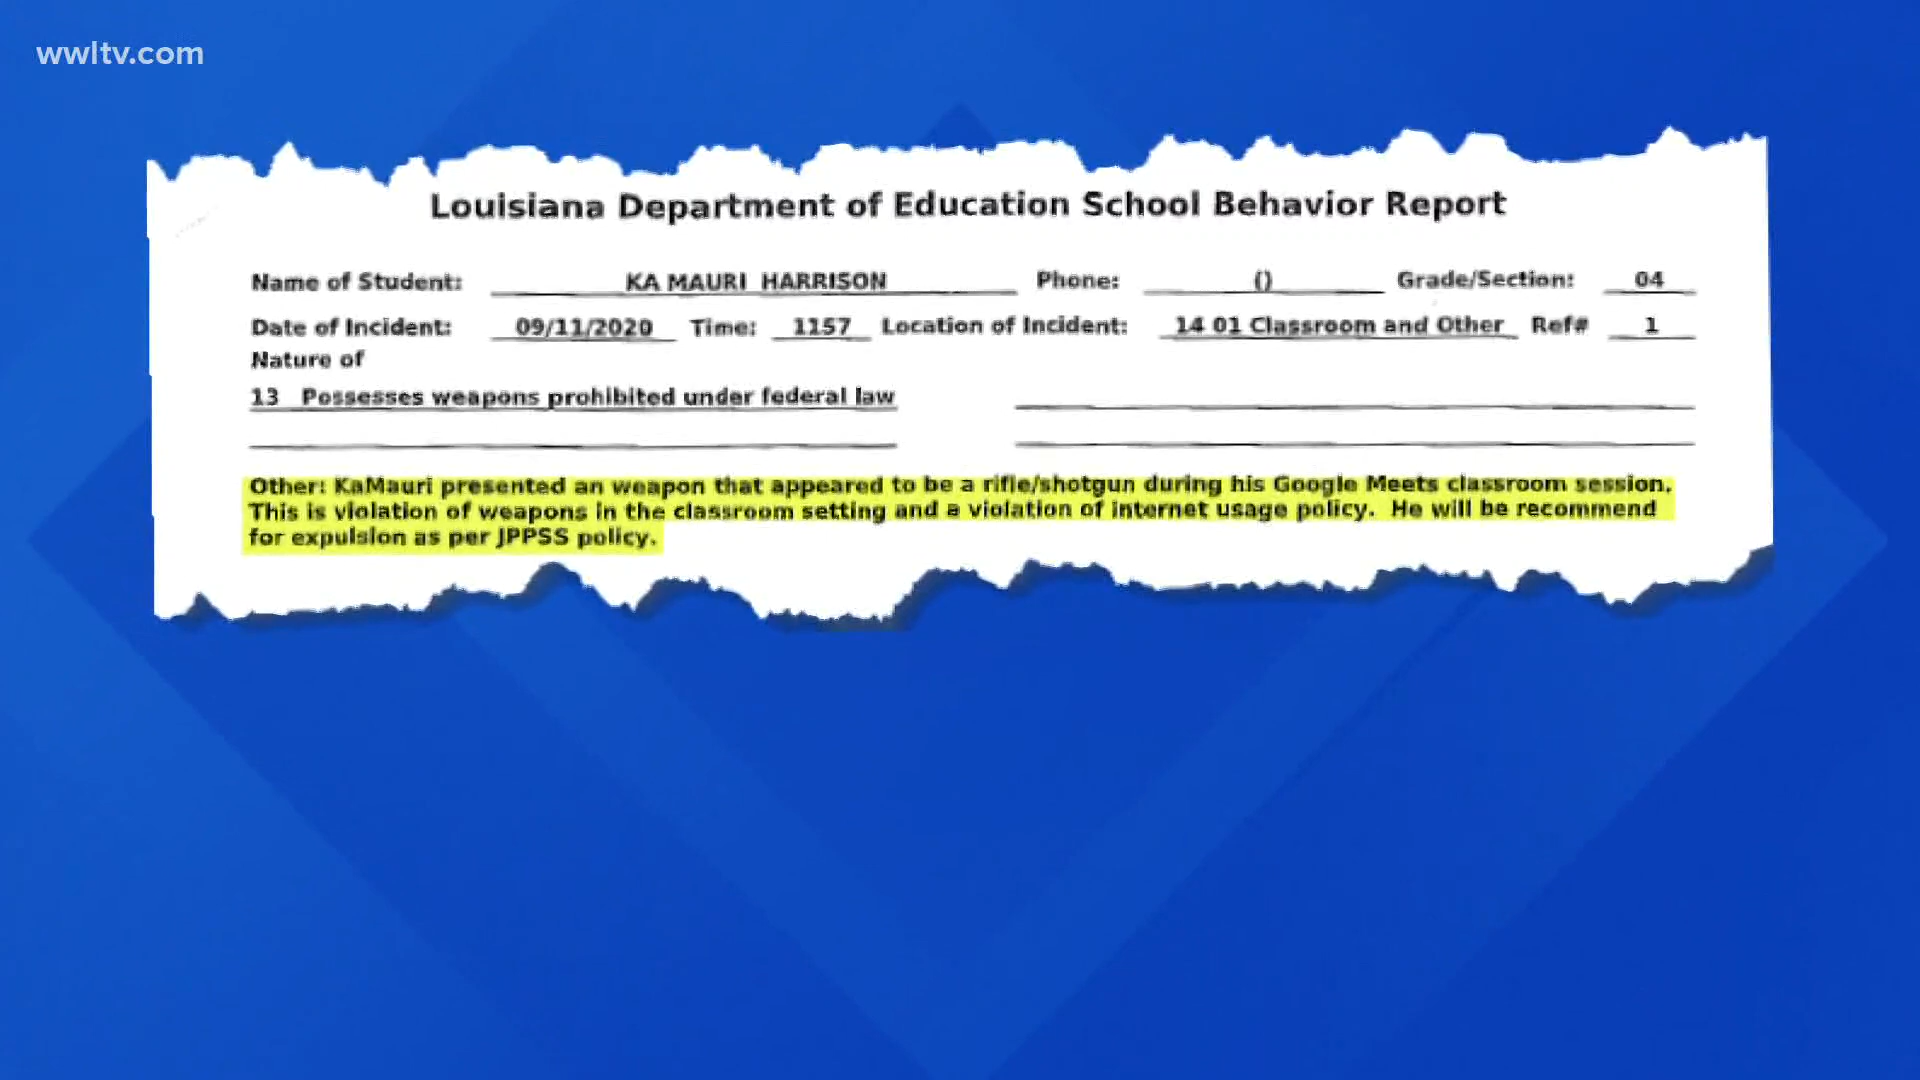 wwltv.com
Louisiana Department of Education School Behavior Report
Name of Student: KA MAURI HARRISON Phone: () Grade/Section: 04
Date of Incident: 09/11/2020 Time: 1157 Location of Incident: 14 01 Classroom and Other Ref# 1
Nature of
13 Possesses weapons prohibited under federal law
Other: KaMauri presented an weapon that appeared to be a rifle/shotgun during his Google Meets classroom session.
This is violation of weapons in the classroom setting and a violation of internet usage policy. He will be recommend
for expulsion as per JPPSS policy.